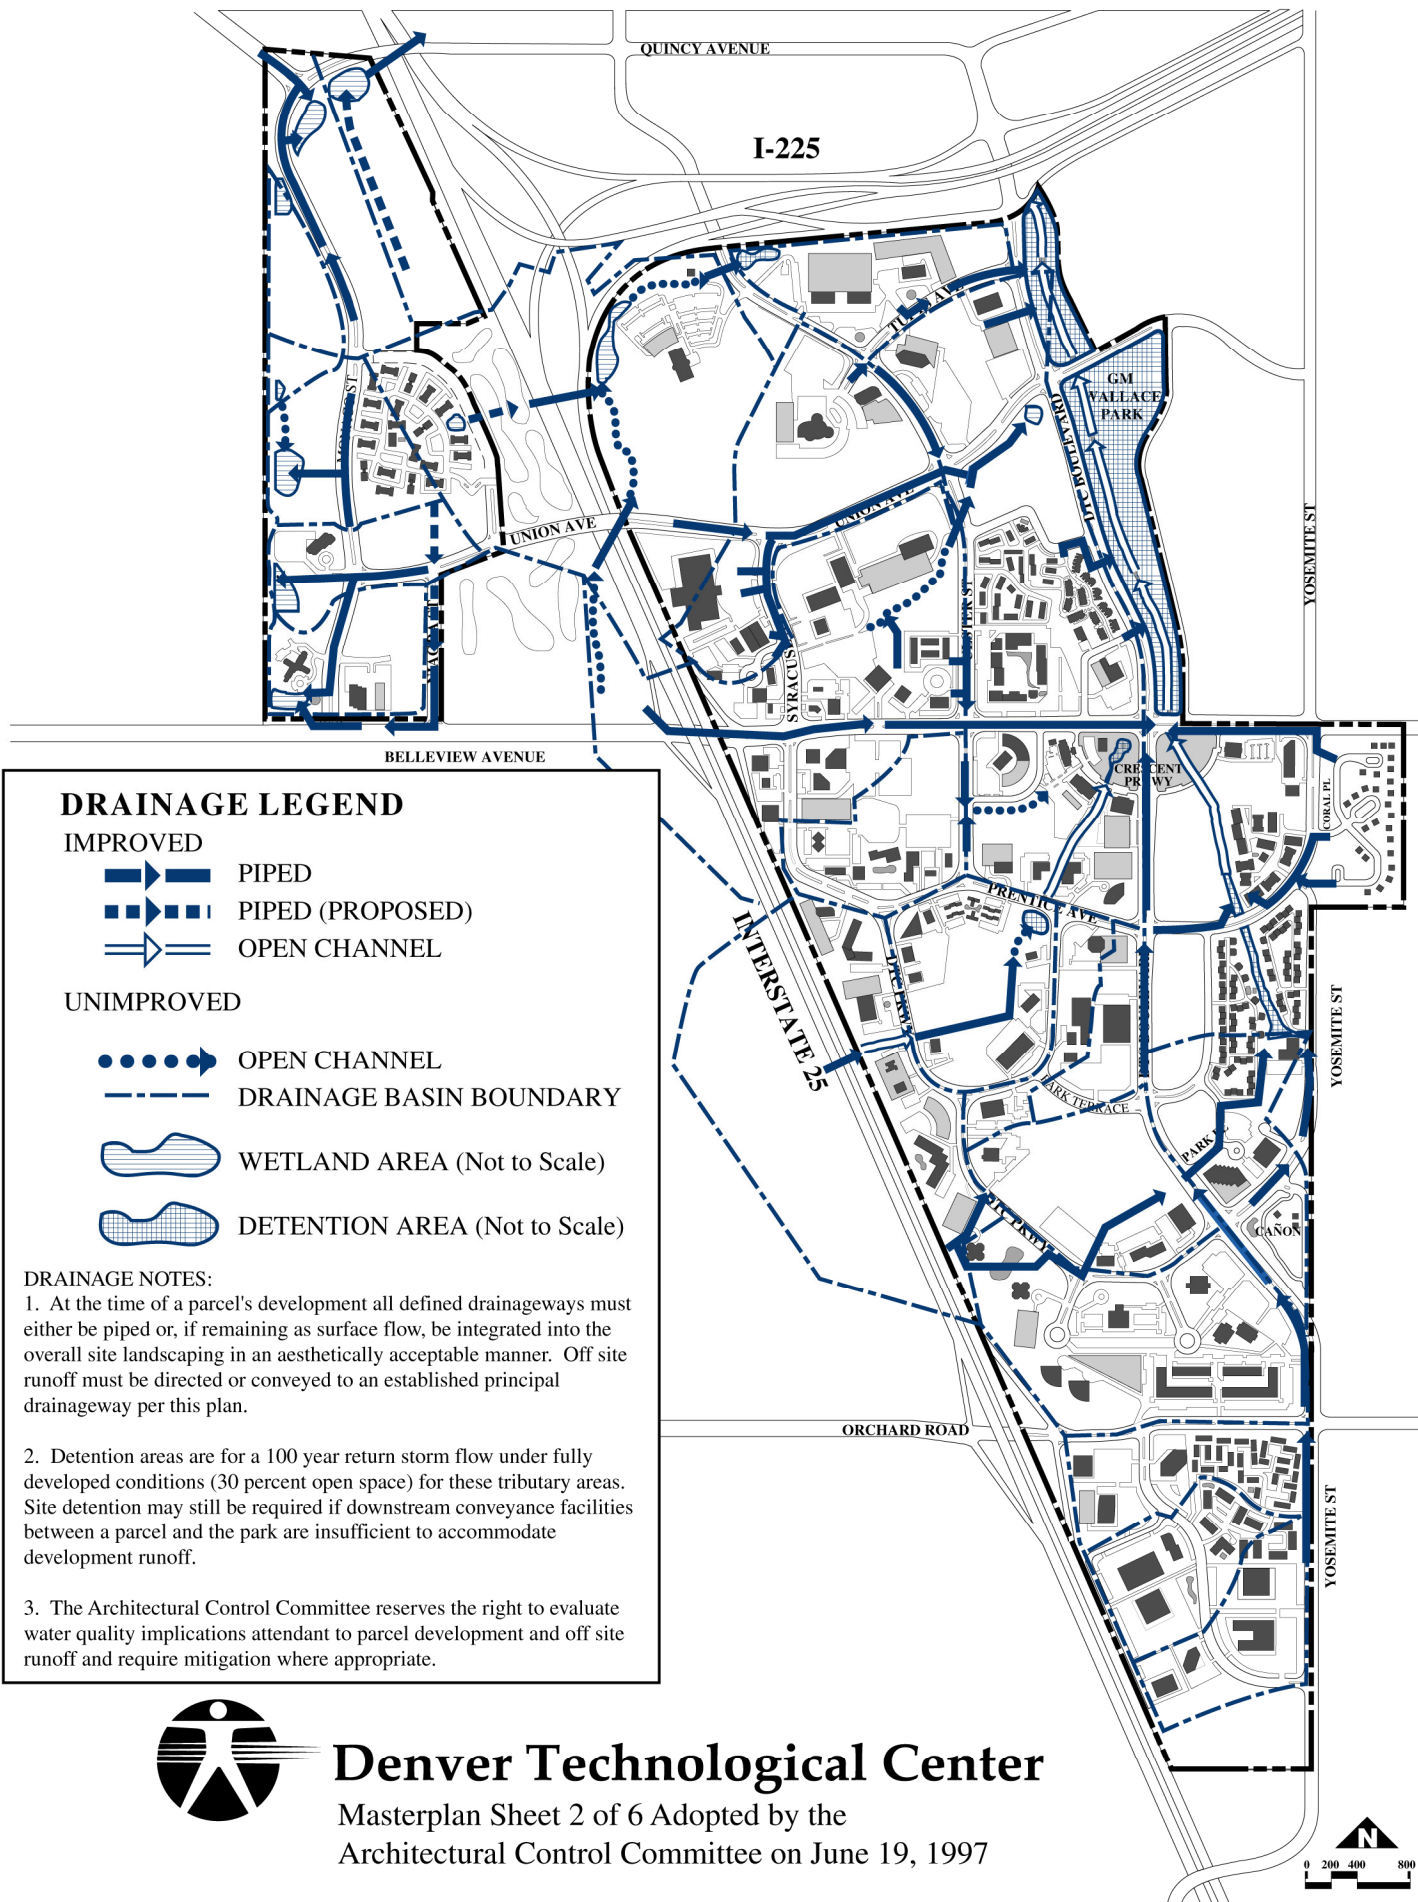 QUINCY AVENUE
I-225
GM
WALLACE
PARK
DTC BOULEVARD
YOSEMITE ST
UNION AVE
UNION AVE
BELLEVIEW AVENUE
CRESCENT
PRKWY
CORAL PL
DRAINAGE LEGEND
IMPROVED
PIPED
PIPED (PROPOSED)
OPEN CHANNEL
UNIMPROVED
OPEN CHANNEL
DRAINAGE BASIN BOUNDARY
WETLAND AREA (Not to Scale)
DETENTION AREA (Not to Scale)
DRAINAGE NOTES:
1. At the time of a parcel's development all defined drainageways must
either be piped or, if remaining as surface flow, be integrated into the
overall site landscaping in an aesthetically acceptable manner. Off site
runoff must be directed or conveyed to an established principal
drainageway per this plan.
2. Detention areas are for a 100 year return storm flow under fully
developed conditions (30 percent open space) for these tributary areas.
Site detention may still be required if downstream conveyance facilities
between a parcel and the park are insufficient to accommodate
development runoff.
3. The Architectural Control Committee reserves the right to evaluate
water quality implications attendant to parcel development and off site
runoff and require mitigation where appropriate.
PRENTICE AVE
INTERSTATE 25
DTC PKWY
YOSEMITE ST
PARK TERRACE
PARK PL
DTC PKWY
CAÑON
ORCHARD ROAD
YOSEMITE ST
Denver Technological Center
Masterplan Sheet 2 of 6 Adopted by the
Architectural Control Committee on June 19, 1997
N
0 200 400 800